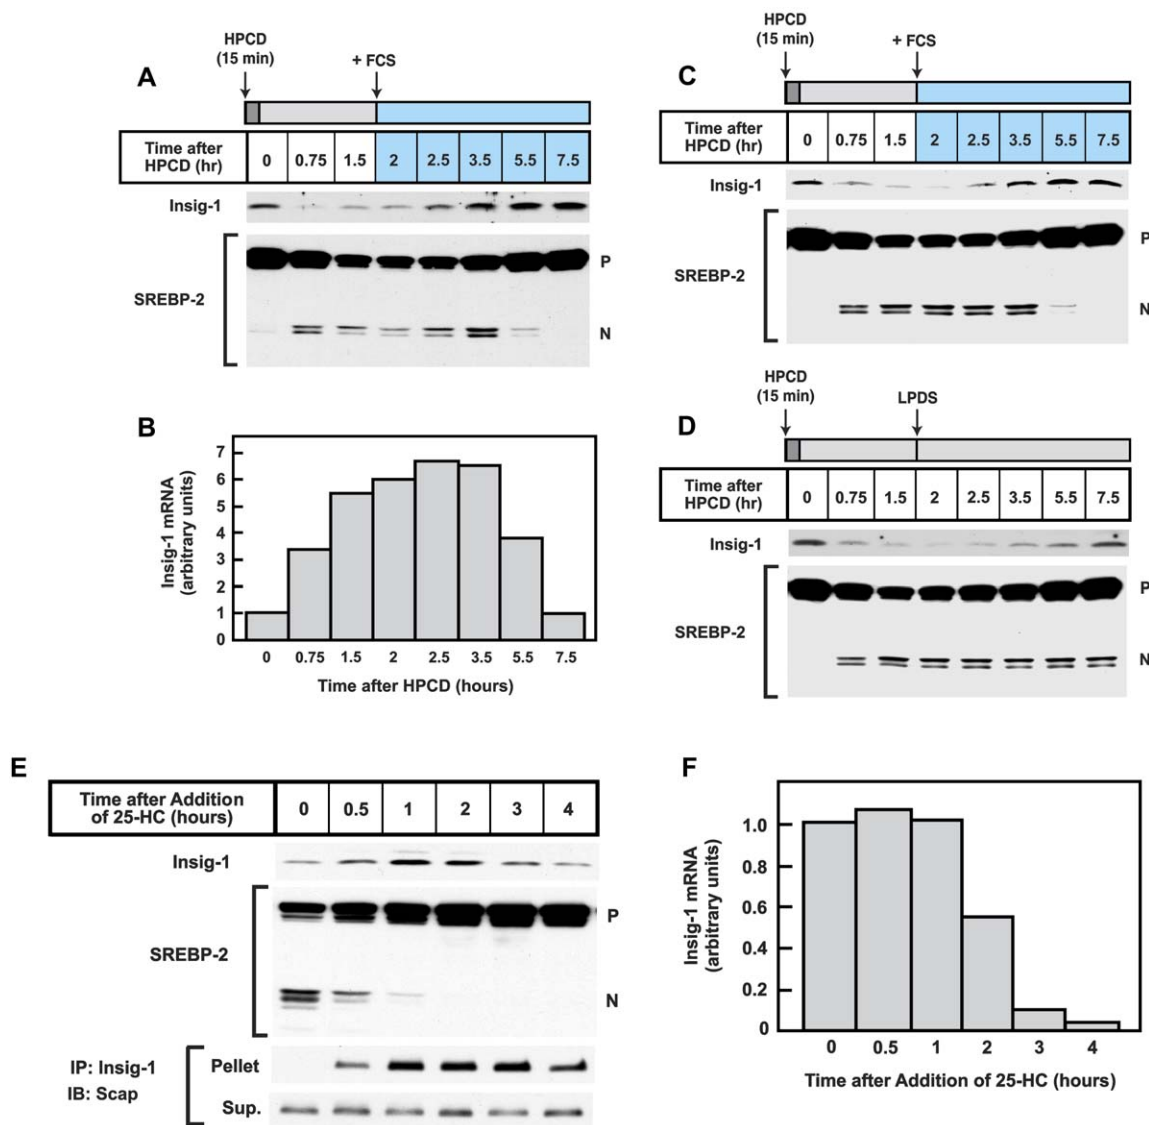 A
HPCD
(15 min)
+ FCS
Time after
HPCD (hr)
0 0.75 1.5 2 2.5 3.5 5.5 7.5
Insig-1
SREBP-2
P
N
B
Insig-1 mRNA
(arbitrary units)
7
6
5
4
3
2
1
0
0 0.75 1.5 2 2.5 3.5 5.5 7.5
Time after HPCD (hours)
C
HPCD
(15 min)
+ FCS
Time after
HPCD (hr)
0 0.75 1.5 2 2.5 3.5 5.5 7.5
Insig-1
SREBP-2
P
N
D
HPCD
(15 min)
LPDS
Time after
HPCD (hr)
0 0.75 1.5 2 2.5 3.5 5.5 7.5
Insig-1
SREBP-2
P
N
E
Time after Addition
of 25-HC (hours)
0 0.5 1 2 3 4
Insig-1
SREBP-2
P
N
IP: Insig-1
IB: Scap
Pellet
Sup.
F
Insig-1 mRNA
(arbitrary units)
1.0
0.8
0.6
0.4
0.2
0
0 0.5 1 2 3 4
Time after Addition of 25-HC (hours)